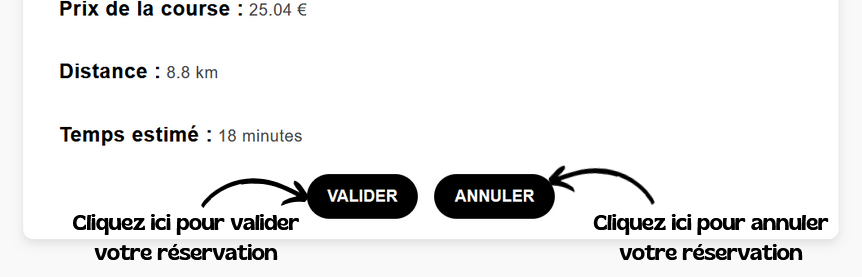 Prix de la course : 25.04 €
Distance : 8.8 km
Temps estimé : 18 minutes
VALIDER
ANNULER
Cliquez ici pour valider
votre réservation
Cliquez ici pour annuler
votre réservation